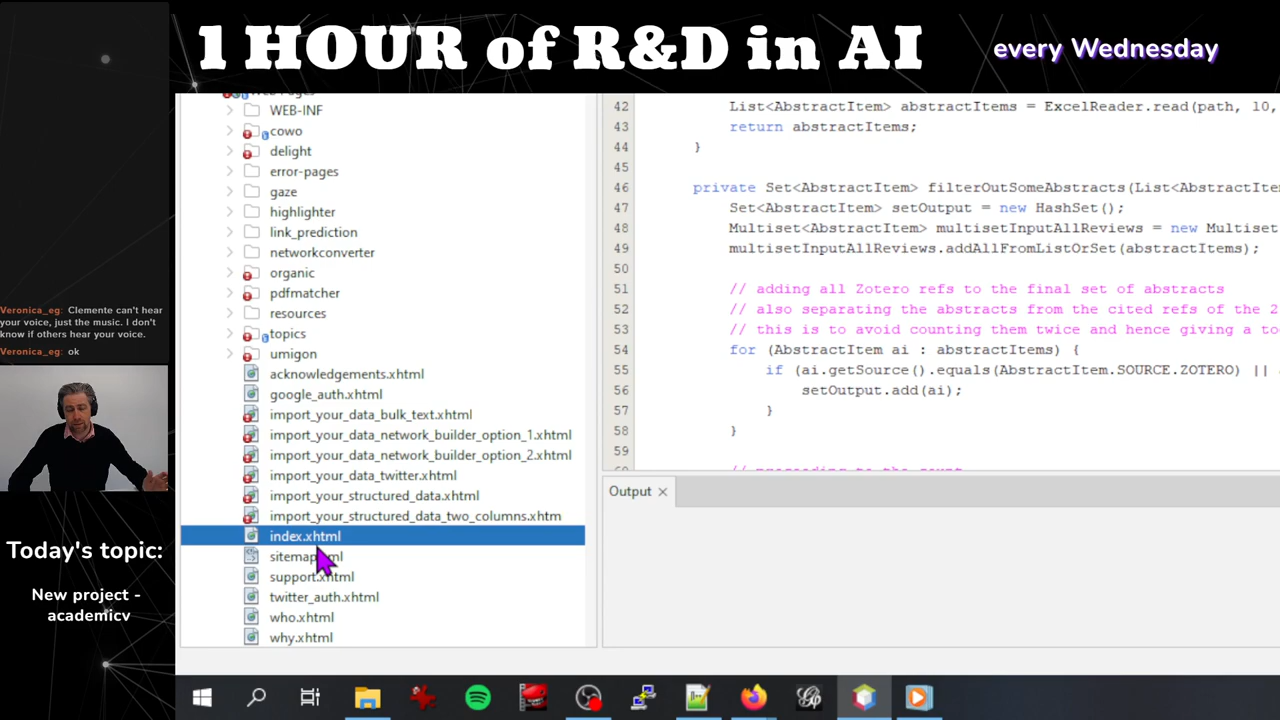 1 HOUR of R&D in AI
every Wednesday
Veronica_eg: Clemente can't hear
your voice, just the music. I don't
know if others hear your voice.
Veronica_eg: ok
Today's topic:
New project -
academicv
WEB-INF
cowo
delight
error-pages
gaze
highlighter
link_prediction
networkconverter
organic
pdfmatcher
resources
topics
umigon
acknowledgements.xhtml
google_auth.xhtml
import_your_data_bulk_text.xhtml
import_your_data_network_builder_option_1.xhtml
import_your_data_network_builder_option_2.xhtml
import_your_data_twitter.xhtml
import_your_structured_data.xhtml
import_your_structured_data_two_columns.xhtm
index.xhtml
support.xhtml
twitter_auth.xhtml
who.xhtml
why.xhtml
42 List<AbstractItem> abstractItems = ExcelReader.read(path, 10,
43 return abstractItems;
44 }
45
46 private Set<AbstractItem> filterOutSomeAbstracts(List<AbstractIte
47 Set<AbstractItem> setOutput = new HashSet();
48 Multiset<AbstractItem> multisetInputAllReviews = new Multiset
49 multisetInputAllReviews.addAllFromListOrSet(abstractItems);
50
51 // adding all Zotero refs to the final set of abstracts
52 // also separating the abstracts from the cited refs of the 2
53 // this is to avoid counting them twice and hence giving a to
54 for (AbstractItem ai : abstractItems) {
55 if (ai.getSource().equals(AbstractItem.SOURCE.ZOTERO) ||
56 setOutput.add(ai);
57 }
58 }
59
Output